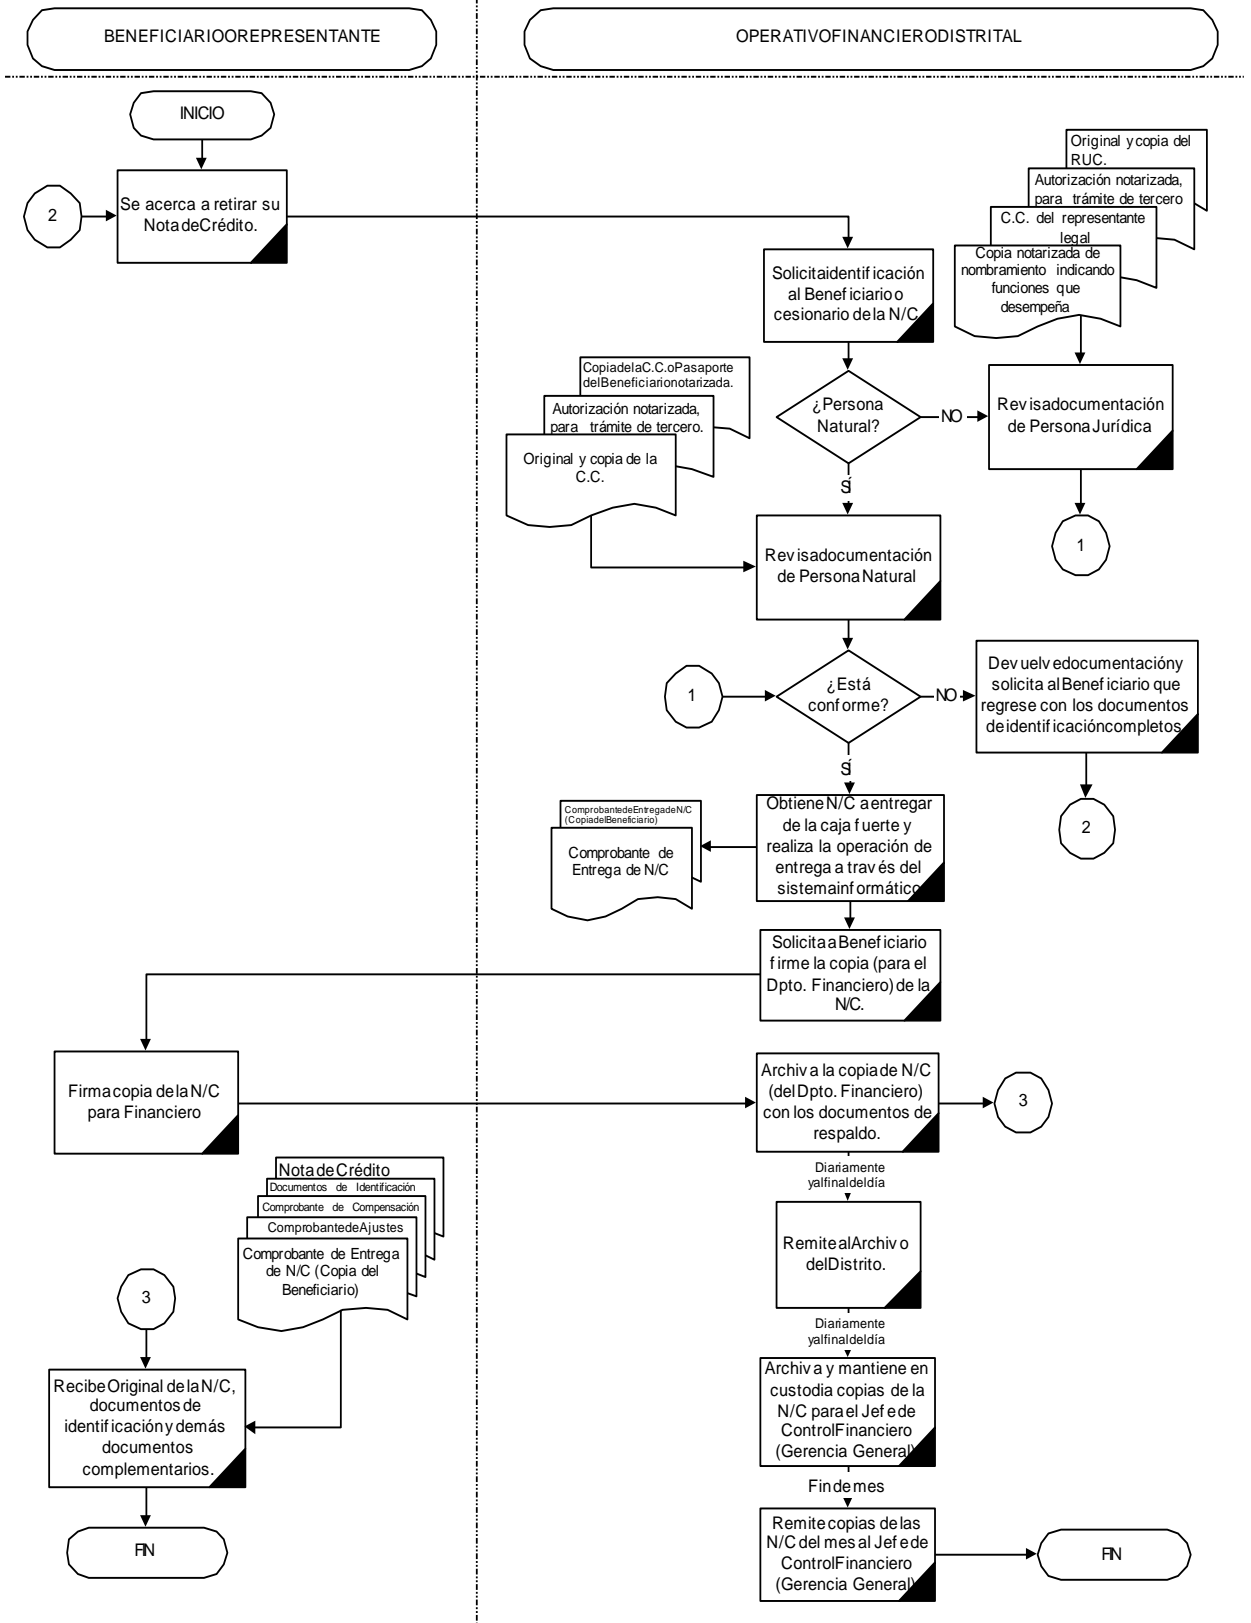 BENEFICIARIOOREPRESENTANTE
OPERATIVOFINANCIERODISTRITAL
INICIO
2
Se acerca a retirar su
NotadeCrédito.
Original y copia del
RUC.
Autorización notarizada,
para trámite de tercero
C.C. del representante
legal
Copia notarizada de
nombramiento indicando
funciones que
desempeña
Solicitaidentificación
al Beneficiario o
cesionario de la N/C
CopiadelaC.C.oPasaporte
delBeneficiarionotarizada.
Autorización notarizada,
para trámite de tercero.
Original y copia de la
C.C.
¿Persona
Natural?
NO
Revisadocumentación
de Persona Jurídica
SÍ
1
Revisadocumentación
de Persona Natural
1
¿Está
conforme?
NO
Devuelvedocumentacióny
solicita al Beneficiario que
regrese con los documentos
deidentificacióncompletos
SÍ
2
ComprobantedeEntregadeN/C
(CopiadelBeneficiario)
Comprobante de
Entrega de N/C
Obtiene N/C a entregar
de la caja fuerte y
realiza la operación de
entrega a través del
sistemainformático
Solicita a Beneficiario
firme la copia (para el
Dpto. Financiero) de la
N/C.
Firma copia de la N/C
para Financiero
Archiva la copia de N/C
(del Dpto. Financiero)
con los documentos de
respaldo.
3
Diariamente
yalfinaldeldía
Nota de Crédito
Documentos de Identificación
Comprobante de Compensación
ComprobantedeAjustes
Comprobante de Entrega
de N/C (Copia del
Beneficiario)
RemitealArchivo
delDistrito.
3
Diariamente
yalfinaldeldía
Recibe Original de la N/C,
documentos de
identificación y demás
documentos
complementarios.
Archiva y mantiene en
custodia copias de la
N/C para el Jefe de
ControlFinanciero
(Gerencia General)
Findemes
FIN
Remite copias de las
N/C del mes al Jefe de
ControlFinanciero
(Gerencia General)
FIN